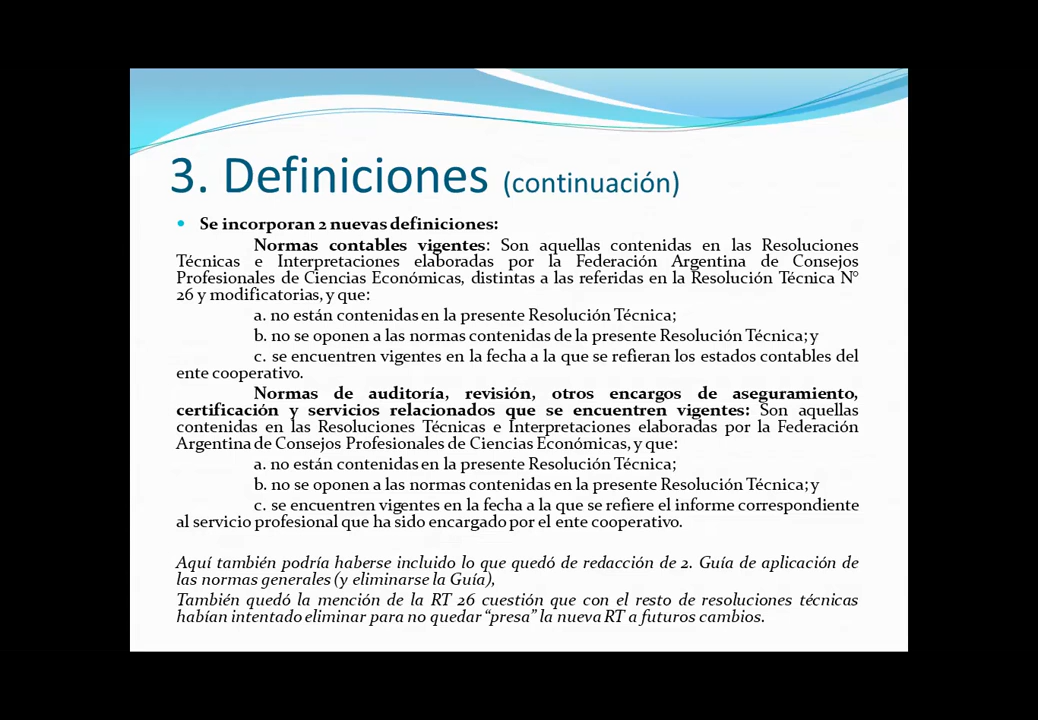 3. Definiciones (continuación)
• Se incorporan 2 nuevas definiciones:
Normas contables vigentes: Son aquellas contenidas en las Resoluciones
Técnicas e Interpretaciones elaboradas por la Federación Argentina de Consejos
Profesionales de Ciencias Económicas, distintas a las referidas en la Resolución Técnica N°
26 y modificatorias, y que:
a. no están contenidas en la presente Resolución Técnica;
b. no se oponen a las normas contenidas de la presente Resolución Técnica; y
c. se encuentren vigentes en la fecha a la que se refieran los estados contables del
ente cooperativo.
Normas de auditoría, revisión, otros encargos de aseguramiento,
certificación y servicios relacionados que se encuentren vigentes: Son aquellas
contenidas en las Resoluciones Técnicas e Interpretaciones elaboradas por la Federación
Argentina de Consejos Profesionales de Ciencias Económicas, y que:
a. no están contenidas en la presente Resolución Técnica;
b. no se oponen a las normas contenidas en la presente Resolución Técnica; y
c. se encuentren vigentes en la fecha a la que se refiere el informe correspondiente
al servicio profesional que ha sido encargado por el ente cooperativo.
Aquí también podría haberse incluido lo que quedó de redacción de 2. Guía de aplicación de
las normas generales (y eliminarse la Guía),
También quedó la mención de la RT 26 cuestión que con el resto de resoluciones técnicas
habían intentado eliminar para no quedar “presa” la nueva RT a futuros cambios.